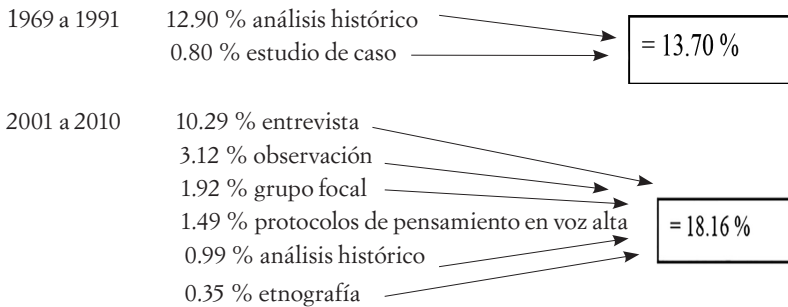 1969 a 1991 12.90 % análisis histórico
0.80 % estudio de caso
= 13.70 %
2001 a 2010 10.29 % entrevista
3.12 % observación
1.92 % grupo focal
1.49 % protocolos de pensamiento en voz alta
= 18.16 %
0.99 % análisis histórico
0.35 % etnografía